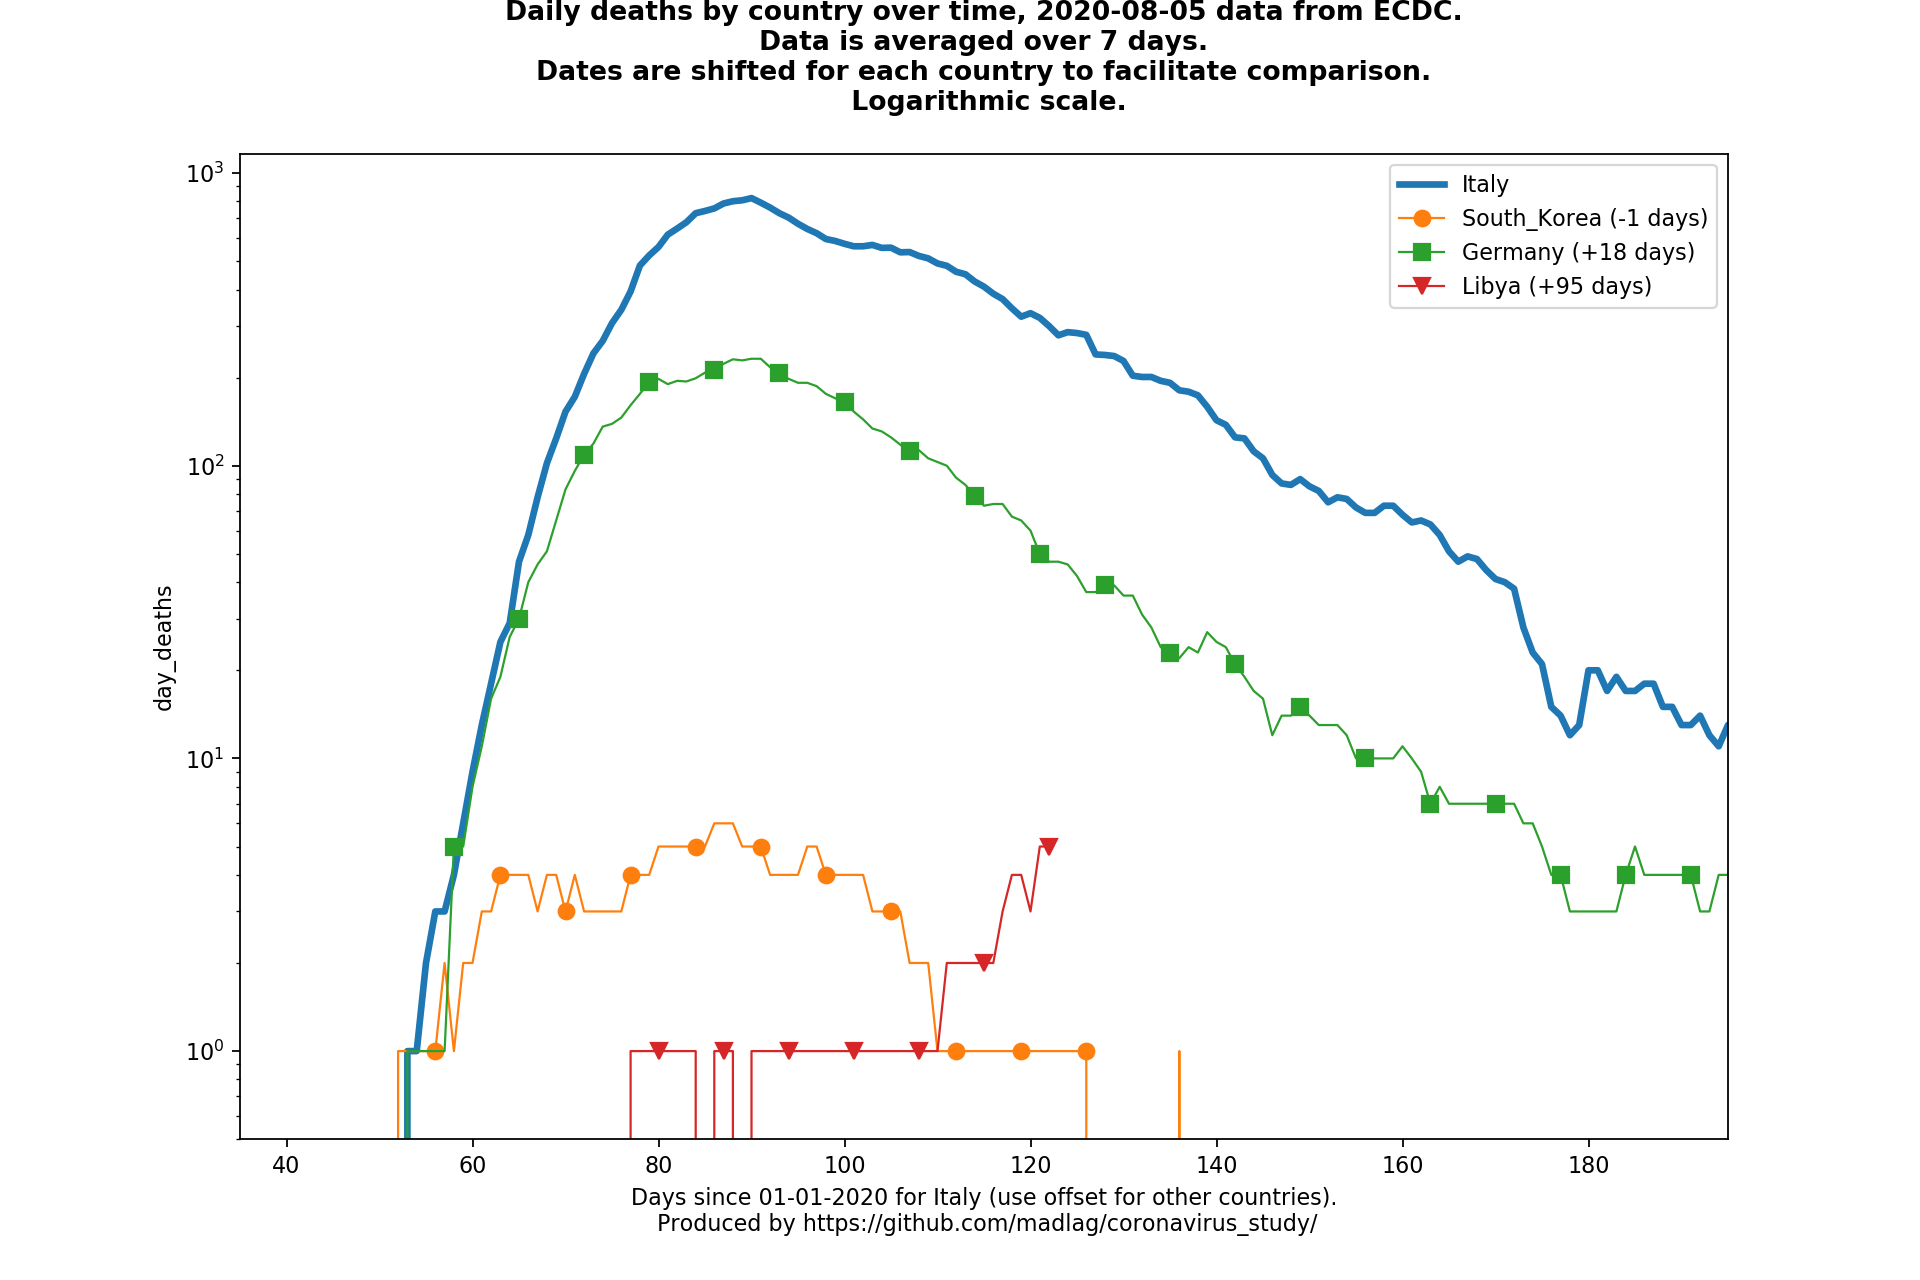 Daily deaths by country over time, 2020-08-05 data from ECDC.
Data is averaged over 7 days.
Dates are shifted for each country to facilitate comparison.
Logarithmic scale.
10³
Italy
South_Korea (-1 days)
Germany (+18 days)
Libya (+95 days)
10²
day_deaths
10¹
10⁰
40 60 80 100 120 140 160 180
Days since 01-01-2020 for Italy (use offset for other countries).
Produced by https://github.com/madlag/coronavirus_study/